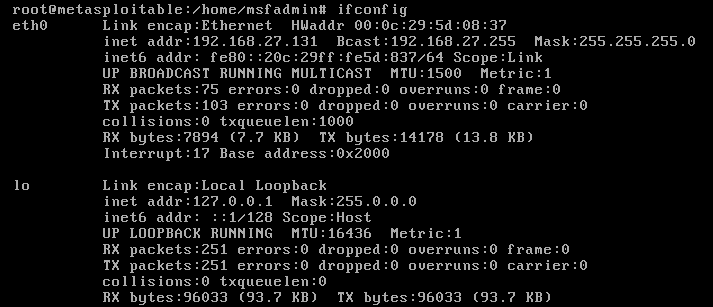 root@metasploitable:/home/msfadmin# ifconfig
eth0      Link encap:Ethernet  HWaddr 00:0c:29:5d:08:37
          inet addr:192.168.27.131  Bcast:192.168.27.255  Mask:255.255.255.0
          inet6 addr: fe80::20c:29ff:fe5d:837/64 Scope:Link
          UP BROADCAST RUNNING MULTICAST  MTU:1500  Metric:1
          RX packets:75 errors:0 dropped:0 overruns:0 frame:0
          TX packets:103 errors:0 dropped:0 overruns:0 carrier:0
          collisions:0 txqueuelen:1000
          RX bytes:7894 (7.7 KB)  TX bytes:14178 (13.8 KB)
          Interrupt:17 Base address:0x2000
lo        Link encap:Local Loopback
          inet addr:127.0.0.1  Mask:255.0.0.0
          inet6 addr: ::1/128 Scope:Host
          UP LOOPBACK RUNNING  MTU:16436  Metric:1
          RX packets:251 errors:0 dropped:0 overruns:0 frame:0
          TX packets:251 errors:0 dropped:0 overruns:0 carrier:0
          collisions:0 txqueuelen:0
          RX bytes:96033 (93.7 KB)  TX bytes:96033 (93.7 KB)